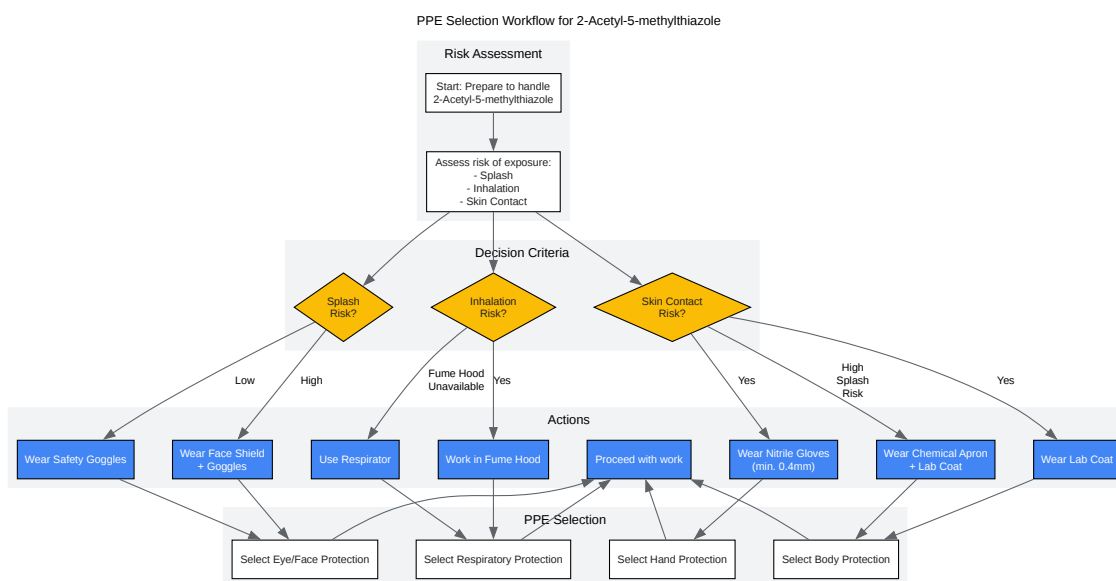 PPE Selection Workflow for 2-Acetyl-5-methylthiazole
Risk Assessment
Start: Prepare to handle
2-Acetyl-5-methylthiazole
Assess risk of exposure:
- Splash
- Inhalation
- Skin Contact
Decision Criteria
Splash
Risk?
Inhalation
Risk?
Skin Contact
Risk?
Low
High
Fume Hood
Unavailable
Yes
Yes
High
Splash
Risk
Yes
Actions
Wear Safety Goggles
Wear Face Shield
+ Goggles
Use Respirator
Work in Fume Hood
Proceed with work
Wear Nitrile Gloves
(min. 0.4mm)
Wear Chemical Apron
+ Lab Coat
Wear Lab Coat
PPE Selection
Select Eye/Face Protection
Select Respiratory Protection
Select Hand Protection
Select Body Protection